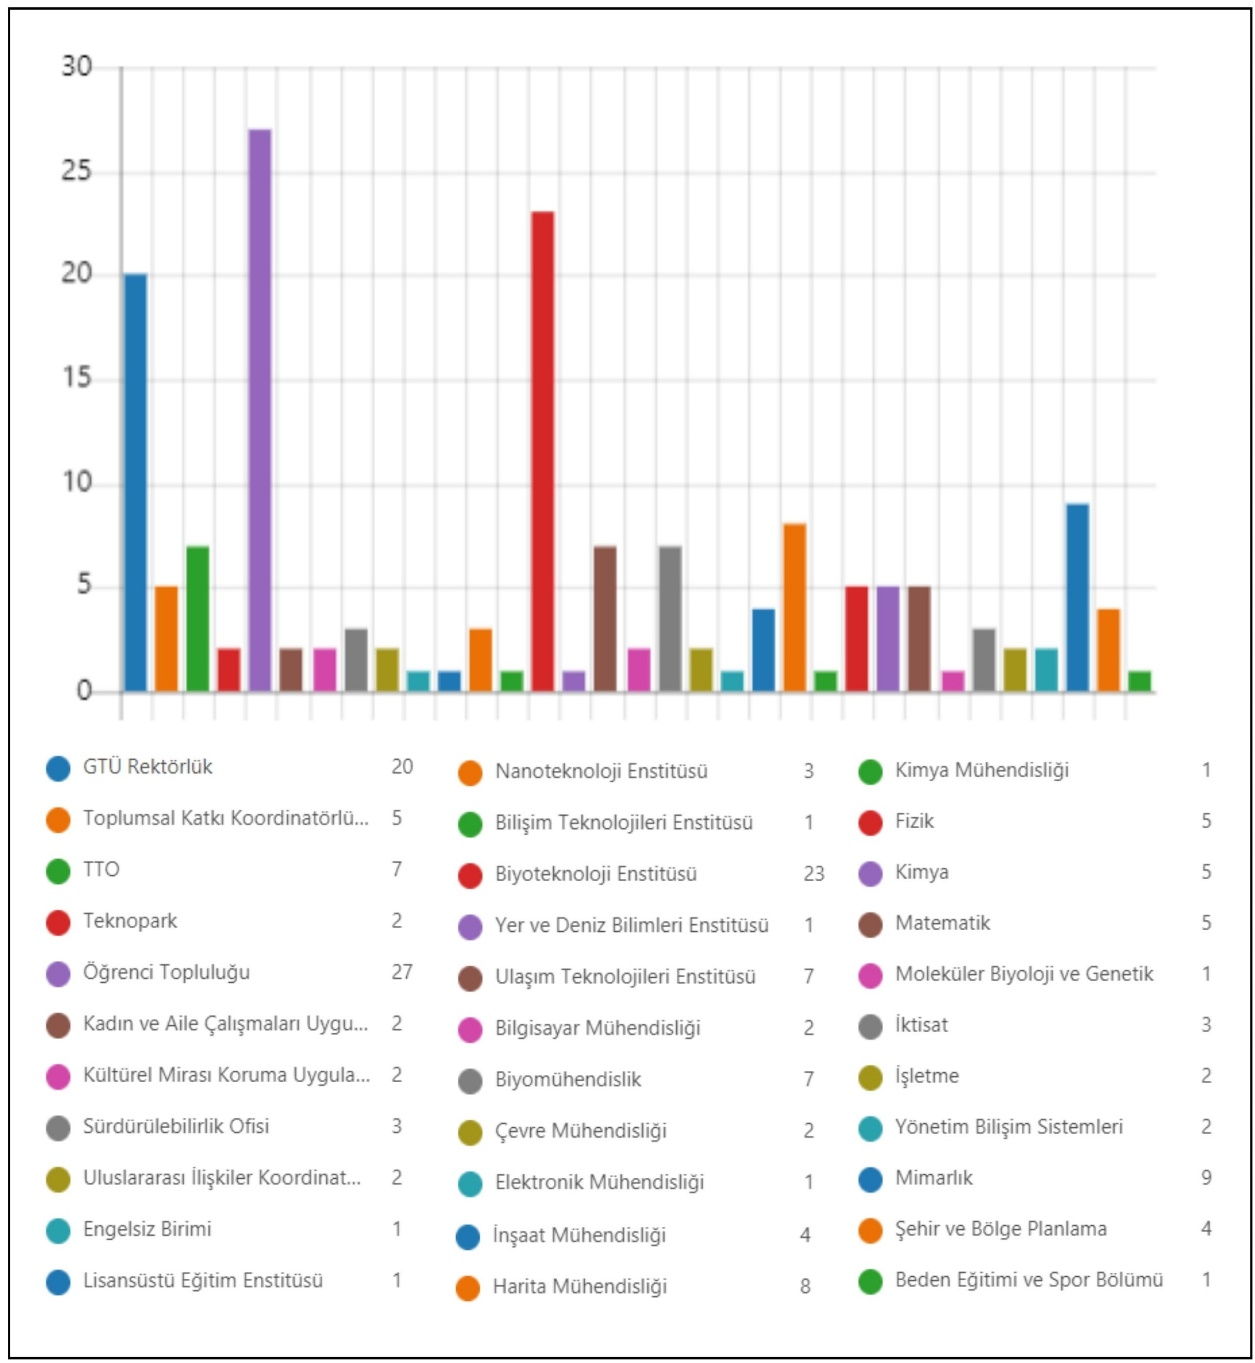 30
25
20
15
10
5
0
GTÜ Rektörlük 20
Toplumsal Katkı Koordinatörlü... 5
TTO 7
Teknopark 2
Öğrenci Topluluğu 27
Kadın ve Aile Çalışmaları Uygu... 2
Kültürel Mirası Koruma Uygula... 2
Sürdürülebilirlik Ofisi 3
Uluslararası İlişkiler Koordinat... 2
Engelsiz Birimi 1
Lisansüstü Eğitim Enstitüsü 1
Nanoteknoloji Enstitüsü 3
Bilişim Teknolojileri Enstitüsü 1
Biyoteknoloji Enstitüsü 23
Yer ve Deniz Bilimleri Enstitüsü 1
Ulaşım Teknolojileri Enstitüsü 7
Bilgisayar Mühendisliği 2
Biyomühendislik 7
Çevre Mühendisliği 2
Elektronik Mühendisliği 1
İnşaat Mühendisliği 4
Harita Mühendisliği 8
Kimya Mühendisliği 1
Fizik 5
Kimya 5
Matematik 5
Moleküler Biyoloji ve Genetik 1
İktisat 3
İşletme 2
Yönetim Bilişim Sistemleri 2
Mimarlık 9
Şehir ve Bölge Planlama 4
Beden Eğitimi ve Spor Bölümü 1